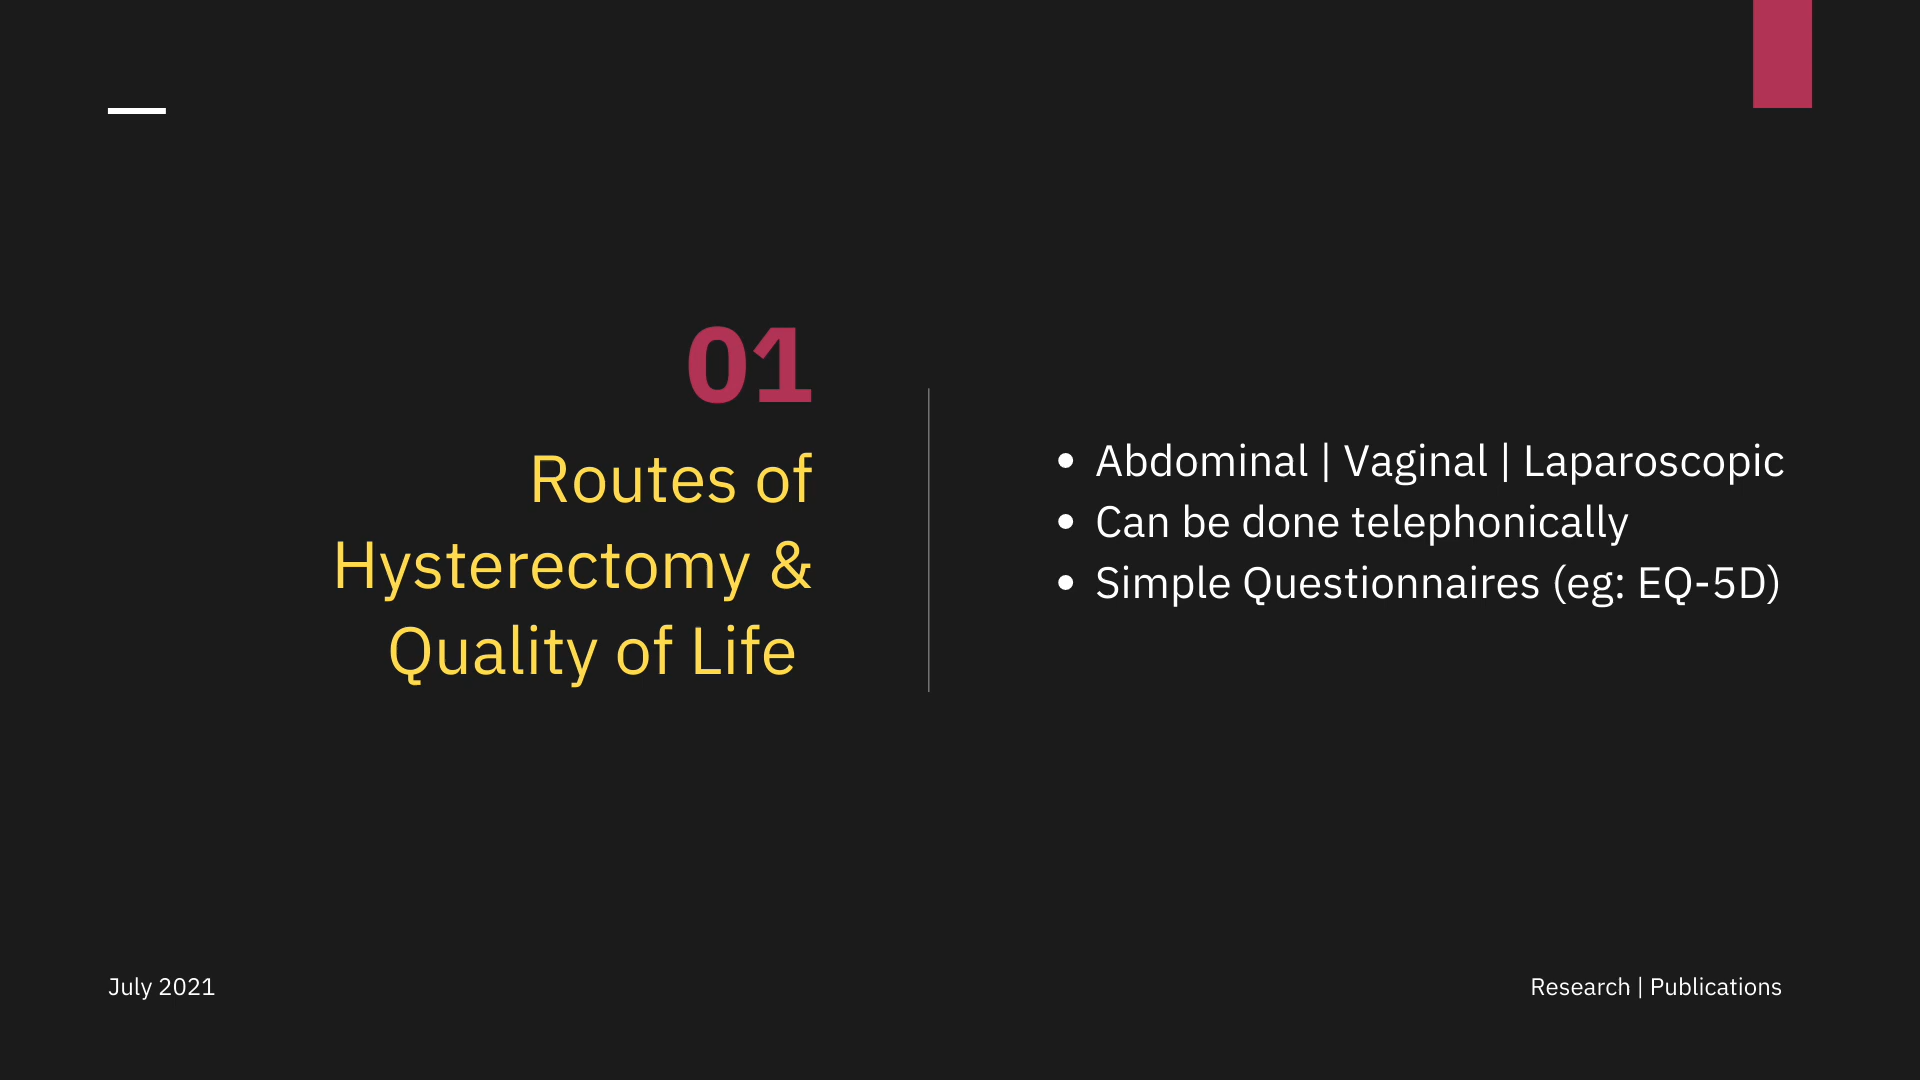 01
Routes of
Hysterectomy &
Quality of Life
• Abdominal | Vaginal | Laparoscopic
• Can be done telephonically
• Simple Questionnaires (eg: EQ-5D)
July 2021
Research | Publications